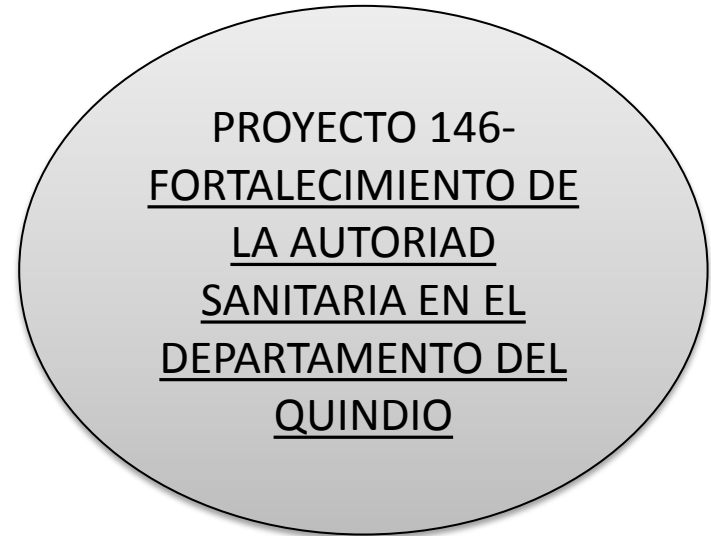 PROYECTO 146-
FORTALECIMIENTO DE
LA AUTORIAD
SANITARIA EN EL
DEPARTAMENTO DEL
QUINDIO